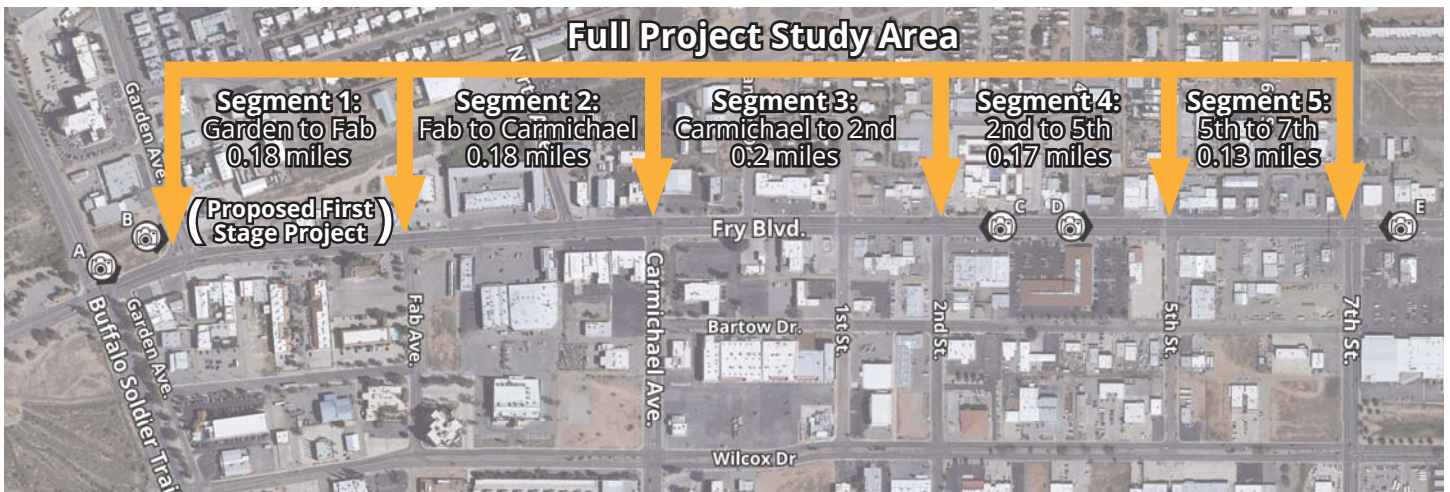 Full Project Study Area
Segment 1:
Garden to Fab
0.18 miles
Segment 2:
Fab to Carmichael
0.18 miles
Segment 3:
Carmichael to 2nd
0.2 miles
Segment 4:
2nd to 5th
0.17 miles
Segment 5:
5th to 7th
0.13 miles
(Proposed First
Stage Project)
Garden Ave.
A
B
C
D
E
Fry Blvd.
Buffalo Soldier Trai
Garden Ave.
Fab Ave.
Carmichael Ave.
Bartow Dr.
1st St.
2nd St.
5th St.
7th St.
Wilcox Dr